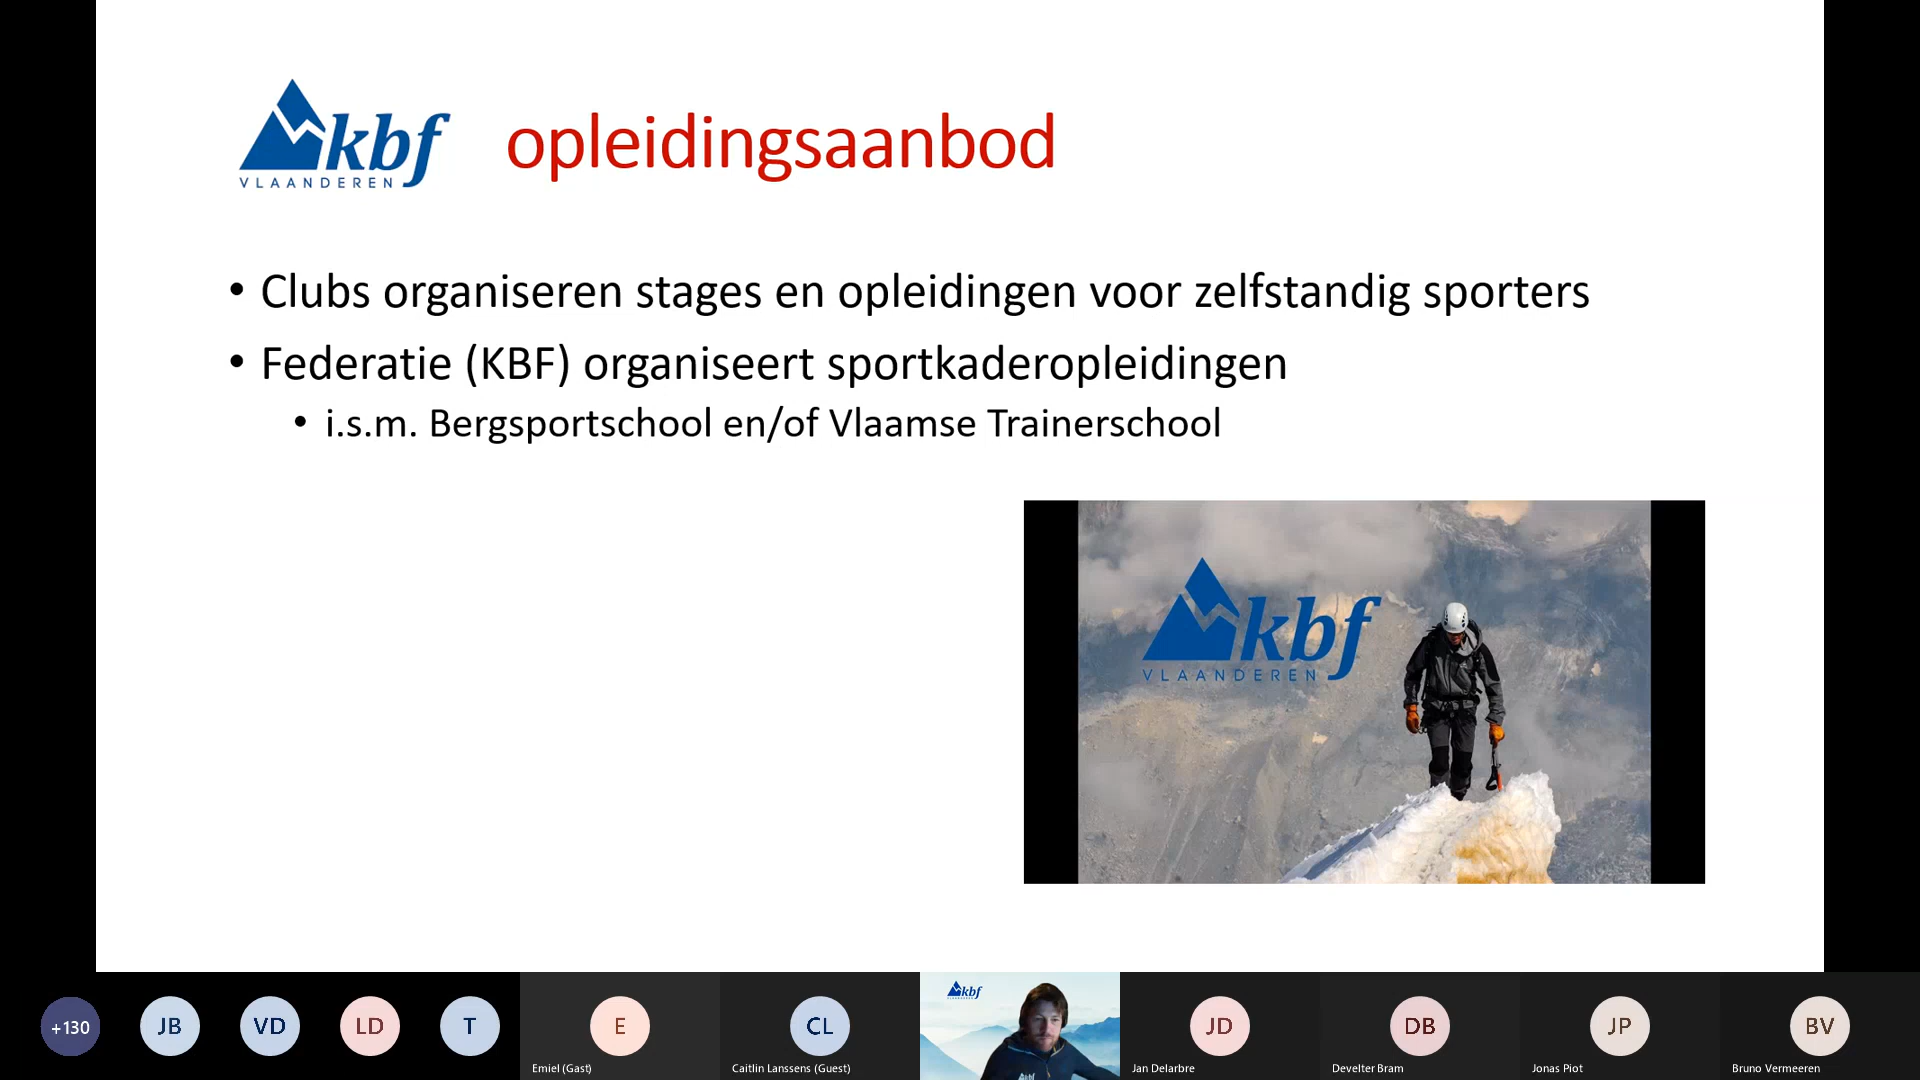 kbf
VLAANDEREN
opleidingsaanbod
• Clubs organiseren stages en opleidingen voor zelfstandig sporters
• Federatie (KBF) organiseert sportkaderopleidingen
• i.s.m. Bergsportschool en/of Vlaamse Trainerschool
kbf
VLAANDEREN
+130
JB
VD
LD
T
E
Emiel (Gast)
CL
Caitlin Lanssens (Guest)
kbf
JD
Jan Delarbre
DB
Develter Bram
JP
Jonas Piot
BV
Bruno Vermeeren